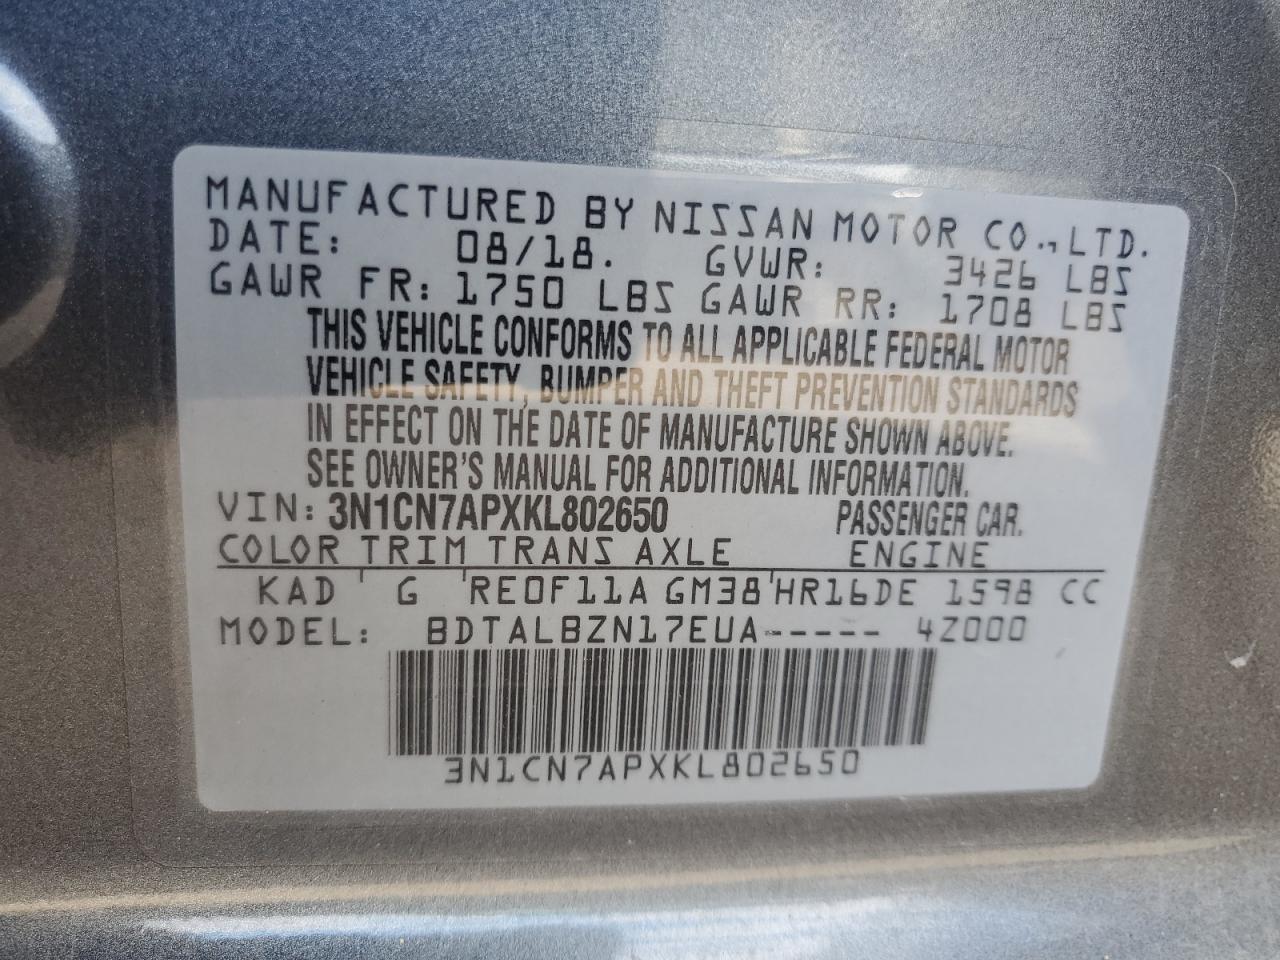 MANUFACTURED BY NISSAN MOTOR CO., LTD.
DATE: 08/18. GVWR: 3426 LBS
GAWR FR: 1750 LBS GAWR RR: 1708 LBS
THIS VEHICLE CONFORMS TO ALL APPLICABLE FEDERAL MOTOR
VEHICLE SAFETY, BUMPER AND THEFT PREVENTION STANDARDS
IN EFFECT ON THE DATE OF MANUFACTURE SHOWN ABOVE.
SEE OWNER'S MANUAL FOR ADDITIONAL INFORMATION.
VIN: 3N1CN7APXKL802650 PASSENGER CAR.
COLOR TRIM TRANS AXLE ENGINE
KAD G RE0F11A GM38 HR16DE 1598 CC
MODEL: BDTALBZN17EUA----- 4Z000
3N1CN7APXKL802650